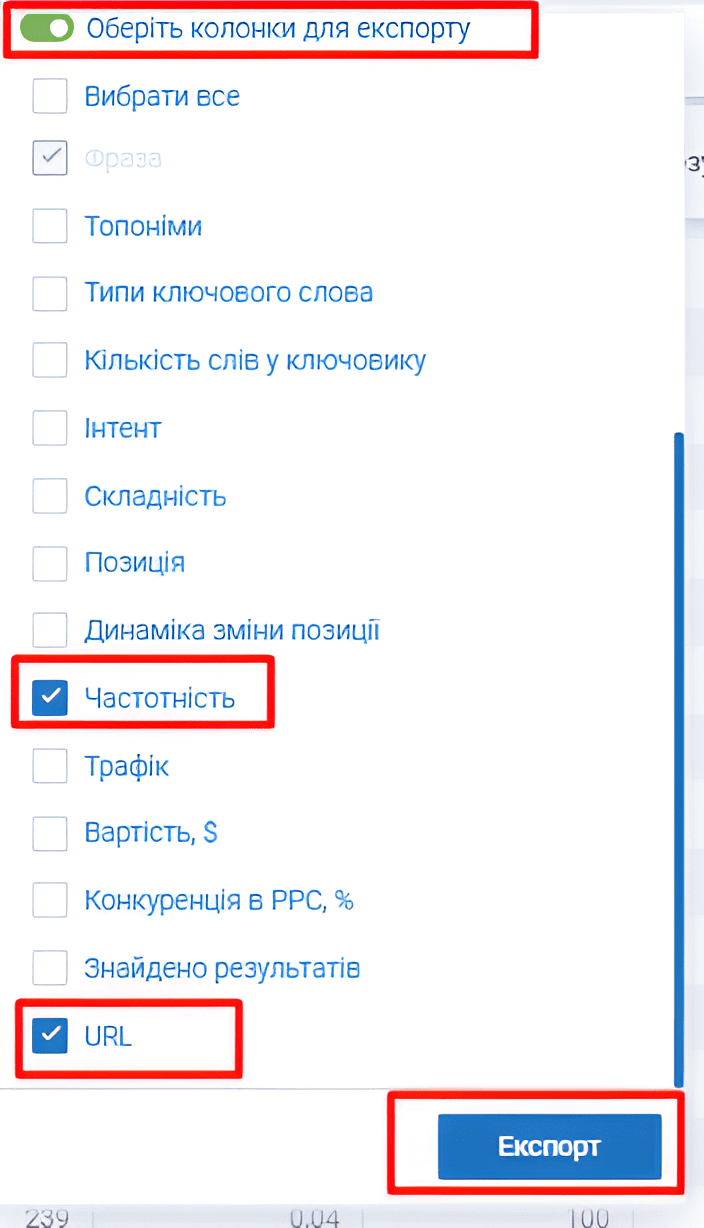 Оберіть колонки для експорту
Вибрати все
Фраза
Топоніми
Типи ключового слова
Кількість слів у ключовику
Інтент
Складність
Позиція
Динаміка зміни позиції
Частотність
Трафік
Вартість, $
Конкуренція в PPC, %
Знайдено результатів
URL
Експорт
239 0.04 100